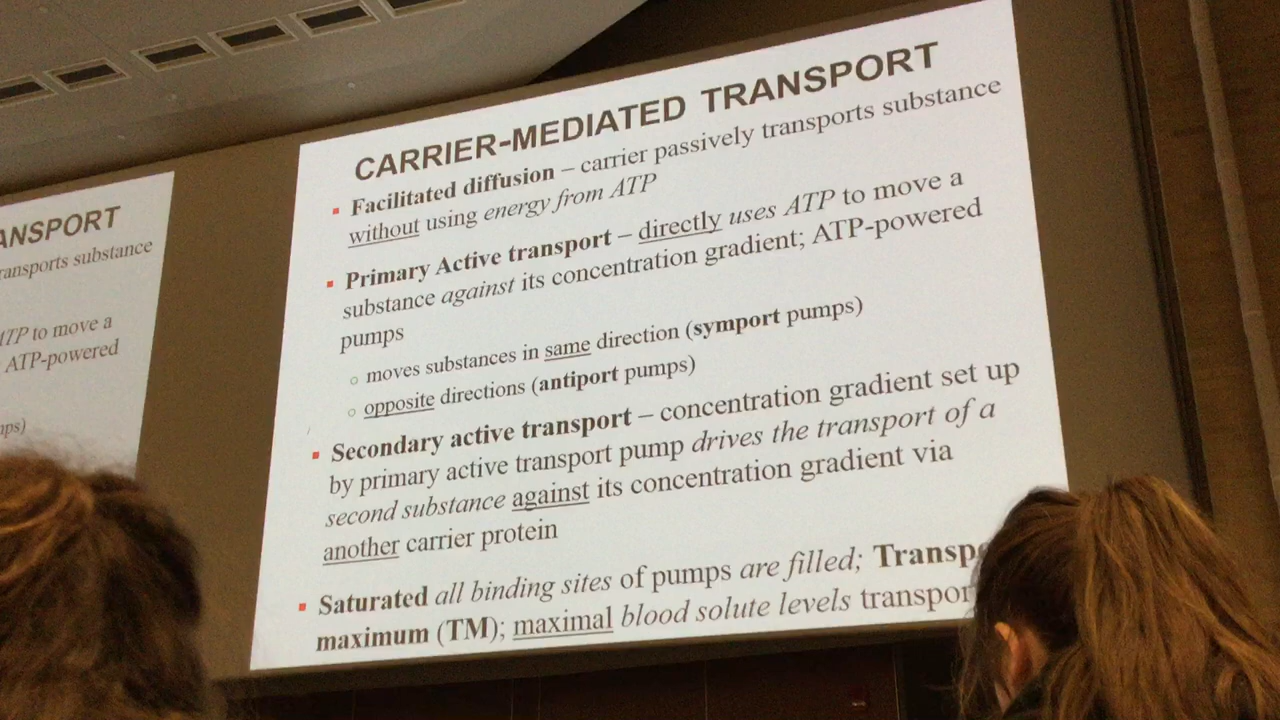 ANSPORT
ransports substance
ATP to move a
ATP-powered
mps)
CARRIER-MEDIATED TRANSPORT
▪ Facilitated diffusion – carrier passively transports substance
without using energy from ATP
▪ Primary Active transport – directly uses ATP to move a
substance against its concentration gradient; ATP-powered
pumps
○ moves substances in same direction (symport pumps)
○ opposite directions (antiport pumps)
▪ Secondary active transport – concentration gradient set up
by primary active transport pump drives the transport of a
second substance against its concentration gradient via
another carrier protein
▪ Saturated all binding sites of pumps are filled; Transpo
maximum (TM); maximal blood solute levels transpor